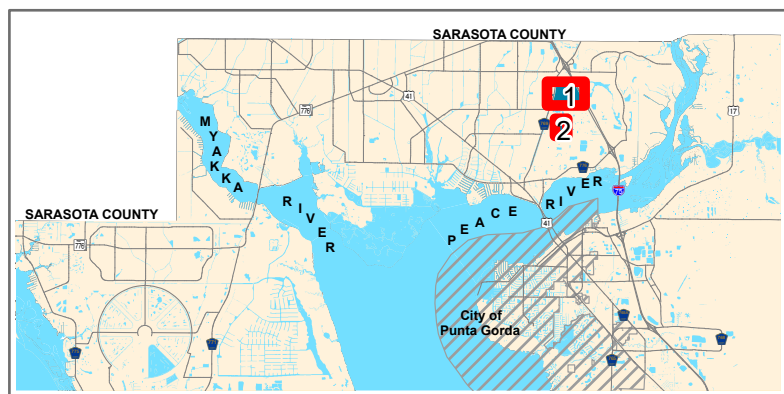 SARASOTA COUNTY
41
776
17
1
2
MYAKKA
RIVER
PEACE
RIVER
75
41
SARASOTA COUNTY
776
City of
Punta Gorda